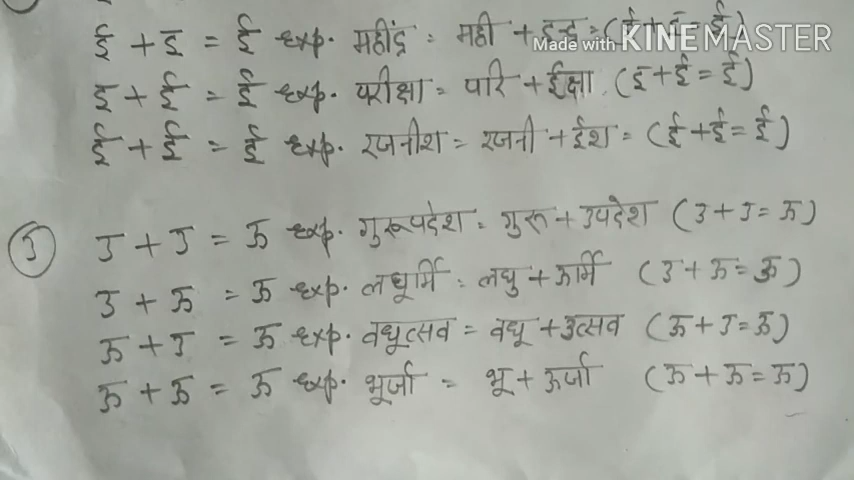 ई + इ = ई exp. महींद्र = मही + इन्द्र = (ई + इ = ई)
Made with KINEMASTER
इ + ई = ई exp. परीक्षा = परि + ईक्षा (इ + ई = ई)
ई + ई = ई exp. रजनीश = रजनी + ईश = (ई + ई = ई)
3 उ + उ = ऊ exp. गुरूपदेश = गुरू + उपदेश (उ + उ = ऊ)
उ + ऊ = ऊ exp. लघूर्मि = लघु + ऊर्मि (उ + ऊ = ऊ)
ऊ + उ = ऊ exp. वधूत्सव = वधू + उत्सव (ऊ + उ = ऊ)
ऊ + ऊ = ऊ exp. भूर्जा = भू + ऊर्जा (ऊ + ऊ = ऊ)